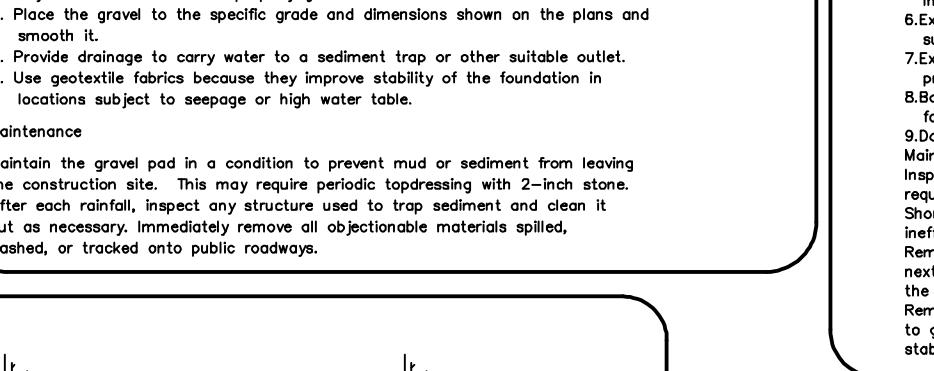 . Place the gravel to the specific grade and dimensions shown on the plans and
smooth it.
. Provide drainage to carry water to a sediment trap or other suitable outlet.
. Use geotextile fabrics because they improve stability of the foundation in
locations subject to seepage or high water table.
aintenance
aintain the gravel pad in a condition to prevent mud or sediment from leaving
he construction site. This may require periodic topdressing with 2-inch stone.
fter each rainfall, inspect any structure used to trap sediment and clean it
ut as necessary. Immediately remove all objectionable materials spilled,
ashed, or tracked onto public roadways.
6.Ex
su
7.Ex
8.Bo
fo
9.Do
Main
Insp
requ
Shor
inef
Rem
next
the
Rem
to g
stab